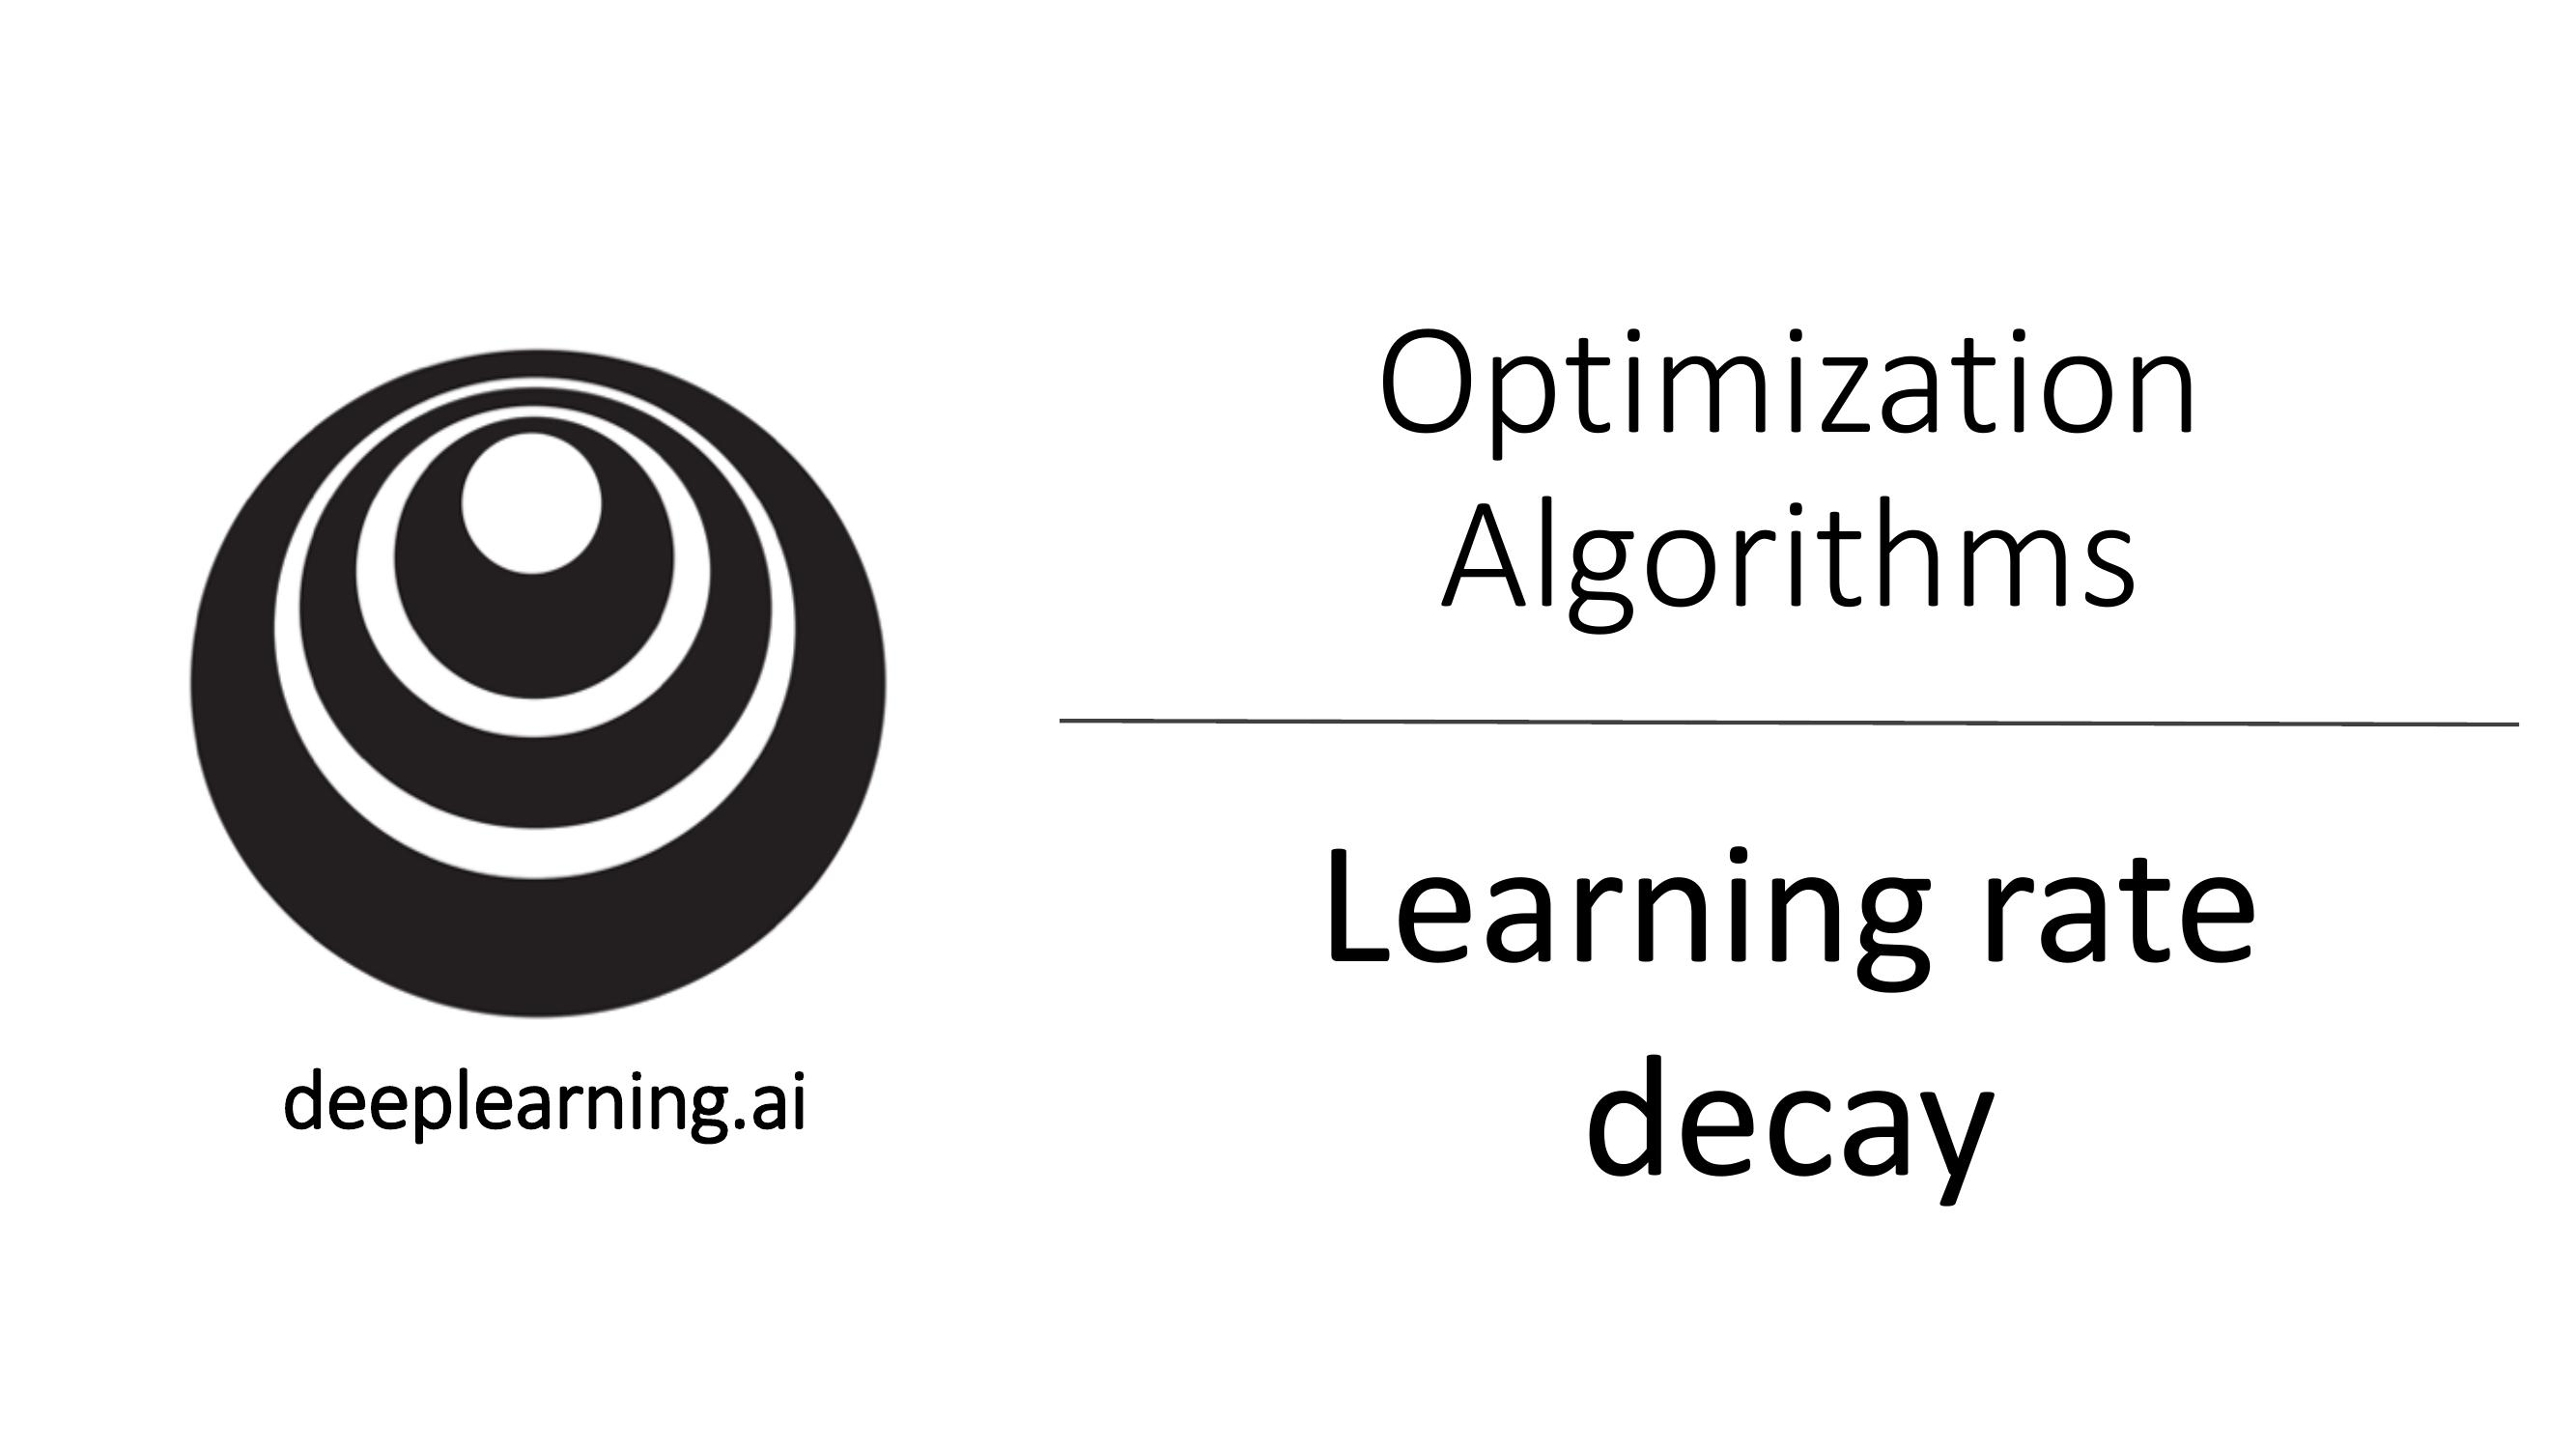 Optimization
Algorithms
Learning rate
decay
deeplearning.ai